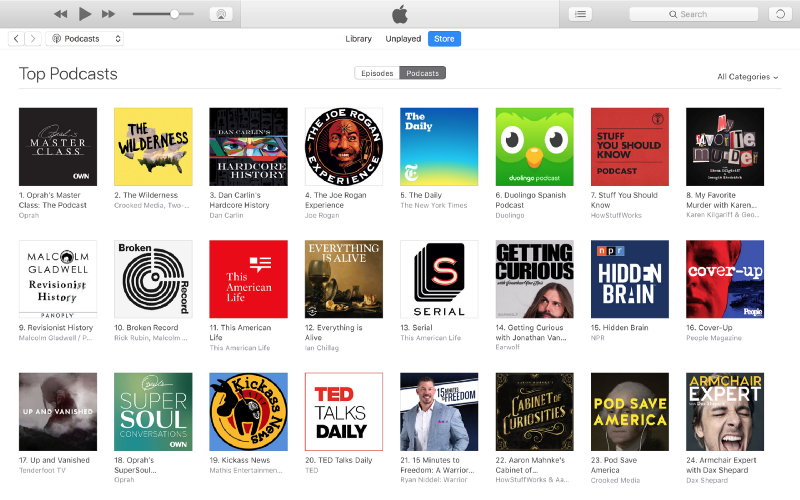 Search
Podcasts
Library Unplayed Store
Top Podcasts
Episodes Podcasts
All Categories
Oprah's
MASTER
CLASS
OWN
THE
WILDERNESS
DAN CARLIN'S
HARDCORE
HISTORY
THE JOE ROGAN
EXPERIENCE
The
Daily
duolingo podcast
STUFF
YOU SHOULD
KNOW
PODCAST
My
Favorite
Murder
1. Oprah's Master
Class: The Podcast
Oprah
2. The Wilderness
Crooked Media, Two-...
3. Dan Carlin's
Hardcore History
Dan Carlin
4. The Joe Rogan
Experience
Joe Rogan
5. The Daily
The New York Times
6. Duolingo Spanish
Podcast
Duolingo
7. Stuff You Should
Know
HowStuffWorks
8. My Favorite
Murder with Karen...
Karen Kilgariff & Geo...
MALCOLM
GLADWELL
Revisionist
History
PANOPLY
Broken
Record
This
American
Life
EVERYTHING
IS ALIVE
S
SERIAL
GETTING
CURIOUS
with Jonathan Van Ness
npr
HIDDEN
BRAIN
cover-up
People
9. Revisionist History
Malcolm Gladwell / P...
10. Broken Record
Rick Rubin, Malcolm ...
11. This American
Life
This American Life
12. Everything is
Alive
Ian Chillag
13. Serial
This American Life
14. Getting Curious
with Jonathan Van...
Earwolf
15. Hidden Brain
NPR
16. Cover-Up
People Magazine
UP AND VANISHED
Oprah's
SUPER
SOUL
CONVERSATIONS
OWN
Kickass
News
TED
TALKS
DAILY
15 MINUTES
TO FREEDOM
AARON MAHNKE'S
CABINET OF
CURIOSITIES
POD SAVE
AMERICA
ARMCHAIR
EXPERT
WITH DAX SHEPARD
17. Up and Vanished
Tenderfoot TV
18. Oprah's
SuperSoul...
Oprah
19. Kickass News
Mathis Entertainmen...
20. TED Talks Daily
TED
21. 15 Minutes to
Freedom: A Warrior...
Ryan Niddel: Warrior
22. Aaron Mahnke's
Cabinet of...
HowStuffWorks & Aa...
23. Pod Save
America
Crooked Media
24. Armchair Expert
with Dax Shepard
Dax Shepard